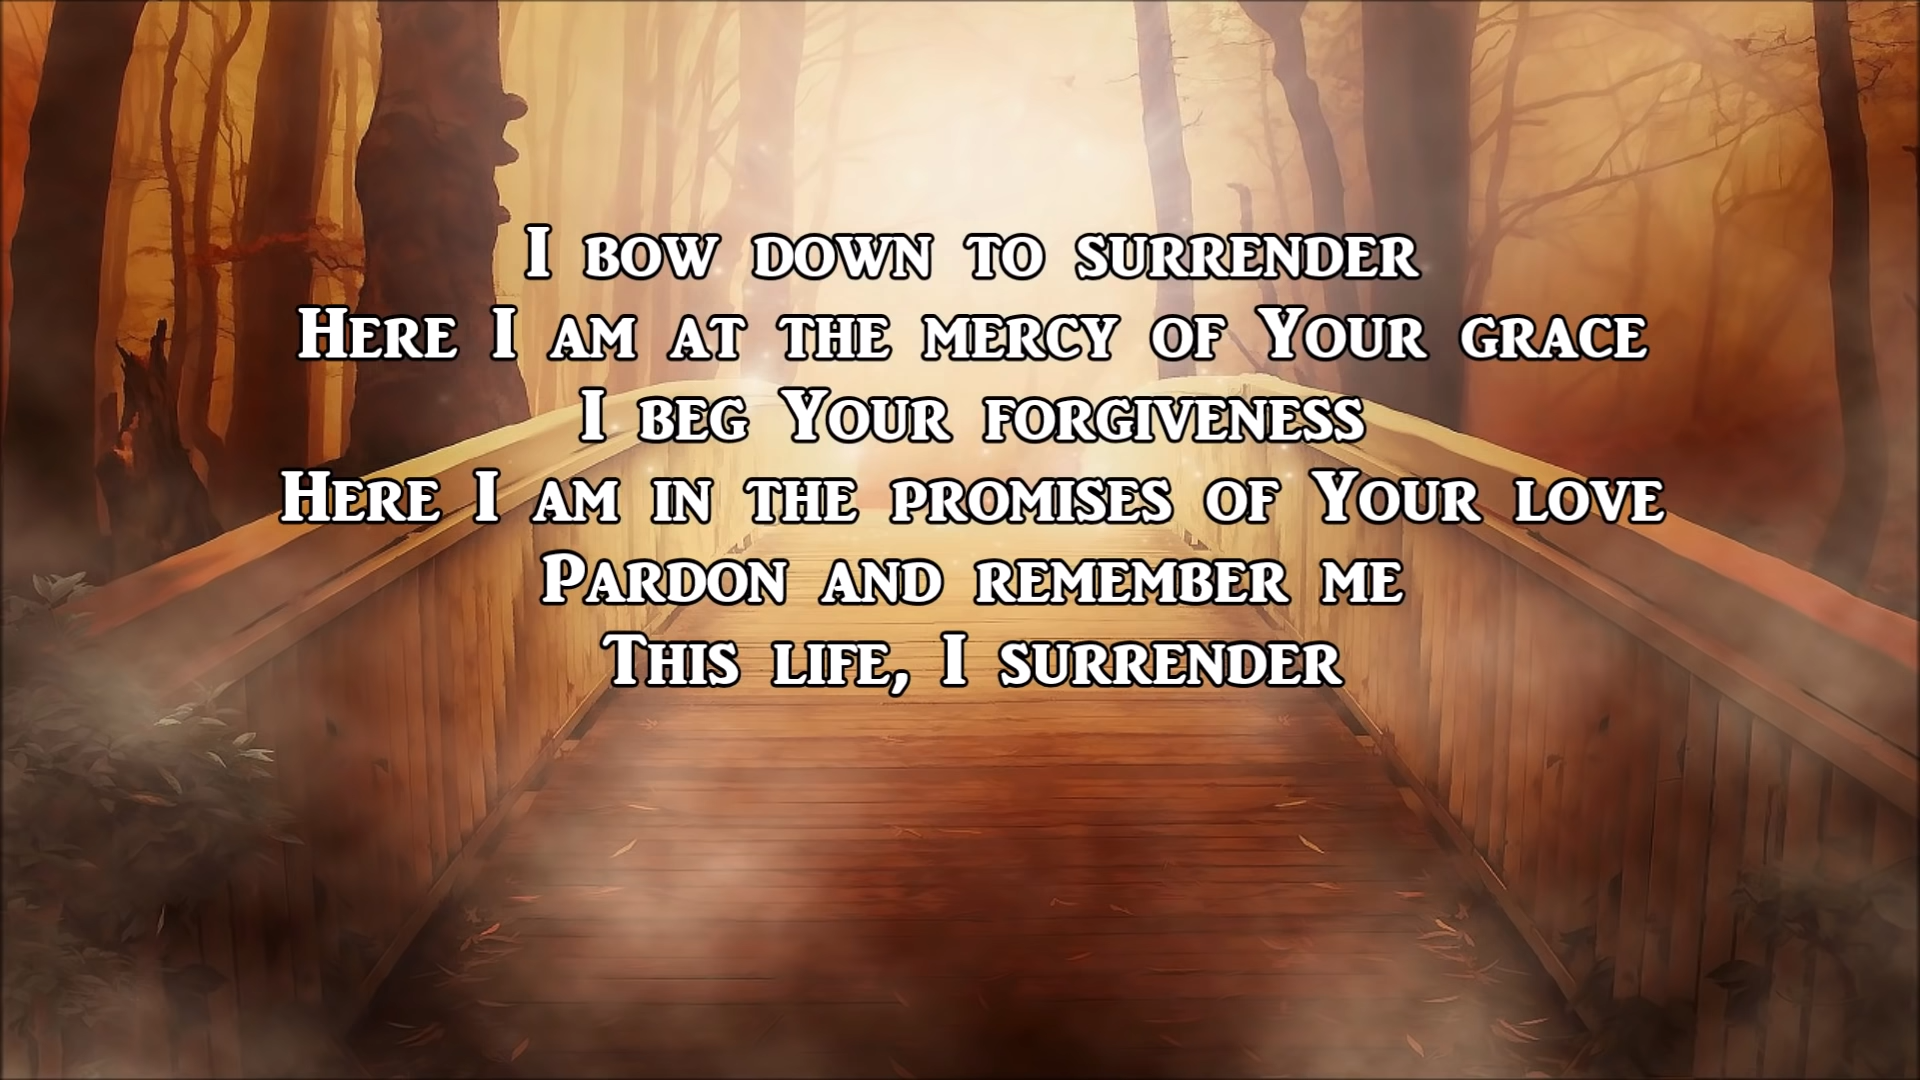 I bow down to surrender
Here I am at the mercy of Your grace
I beg Your forgiveness
Here I am in the promises of Your love
Pardon and remember me
This life, I surrender